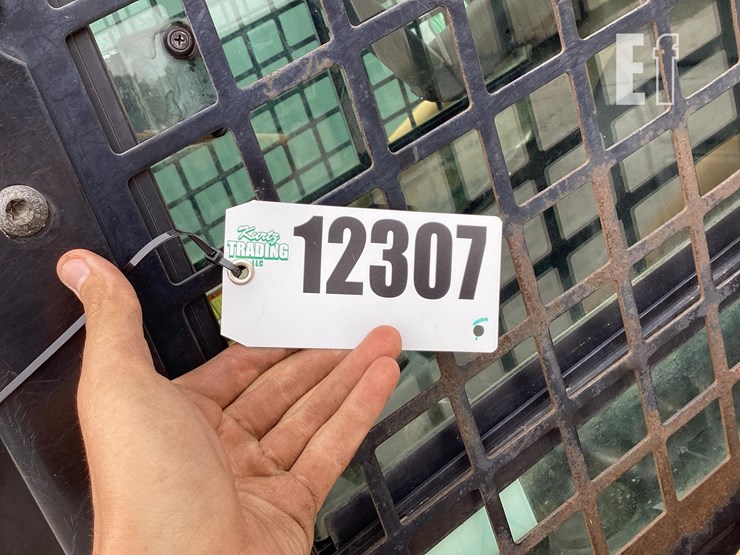 Ef
Kurtz
TRADING
LLC
12307